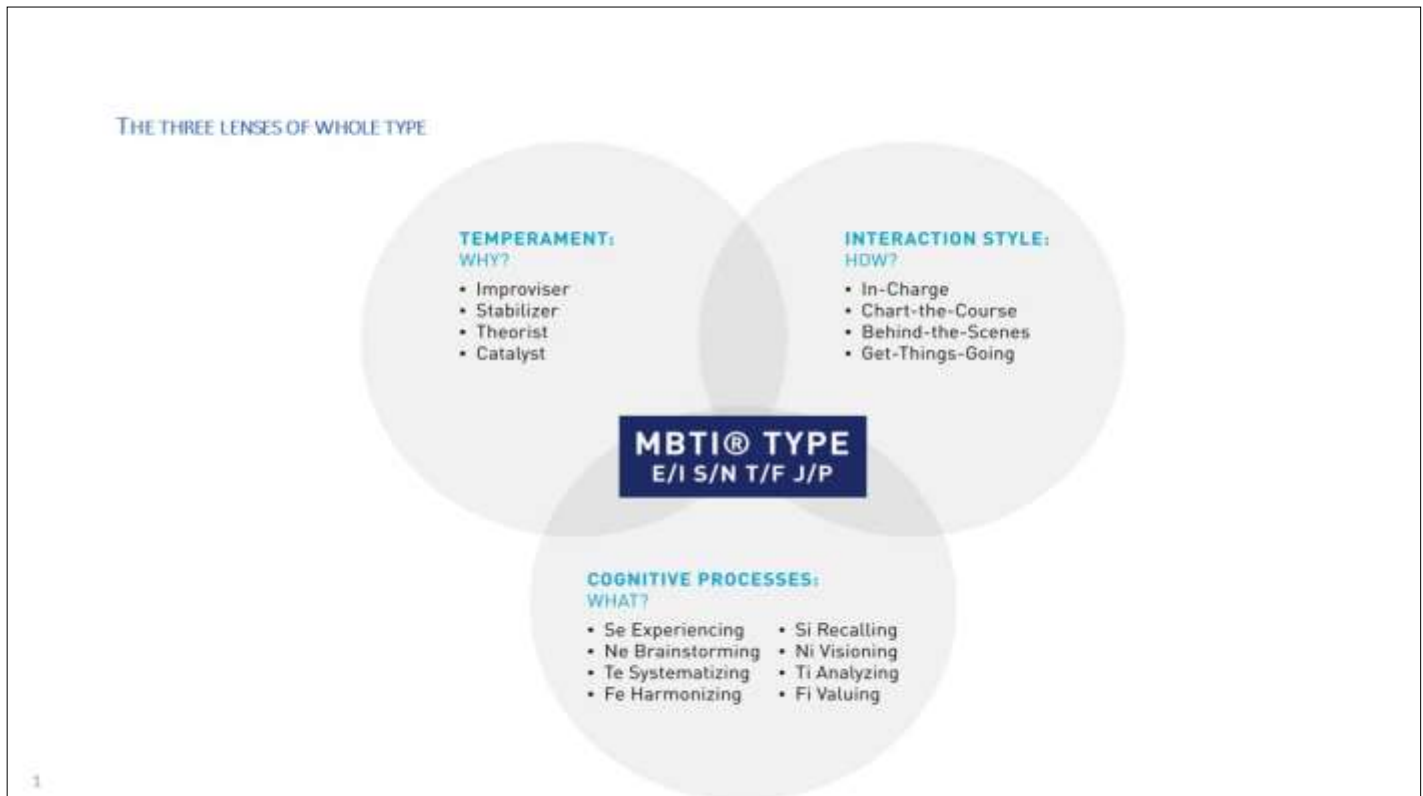 THE THREE LENSES OF WHOLE TYPE
TEMPERAMENT:
WHY?
• Improviser
• Stabilizer
• Theorist
• Catalyst
INTERACTION STYLE:
HOW?
• In-Charge
• Chart-the-Course
• Behind-the-Scenes
• Get-Things-Going
MBTI® TYPE
E/I S/N T/F J/P
COGNITIVE PROCESSES:
WHAT?
• Se Experiencing
• Ne Brainstorming
• Te Systematizing
• Fe Harmonizing
• Si Recalling
• Ni Visioning
• Ti Analyzing
• Fi Valuing
1